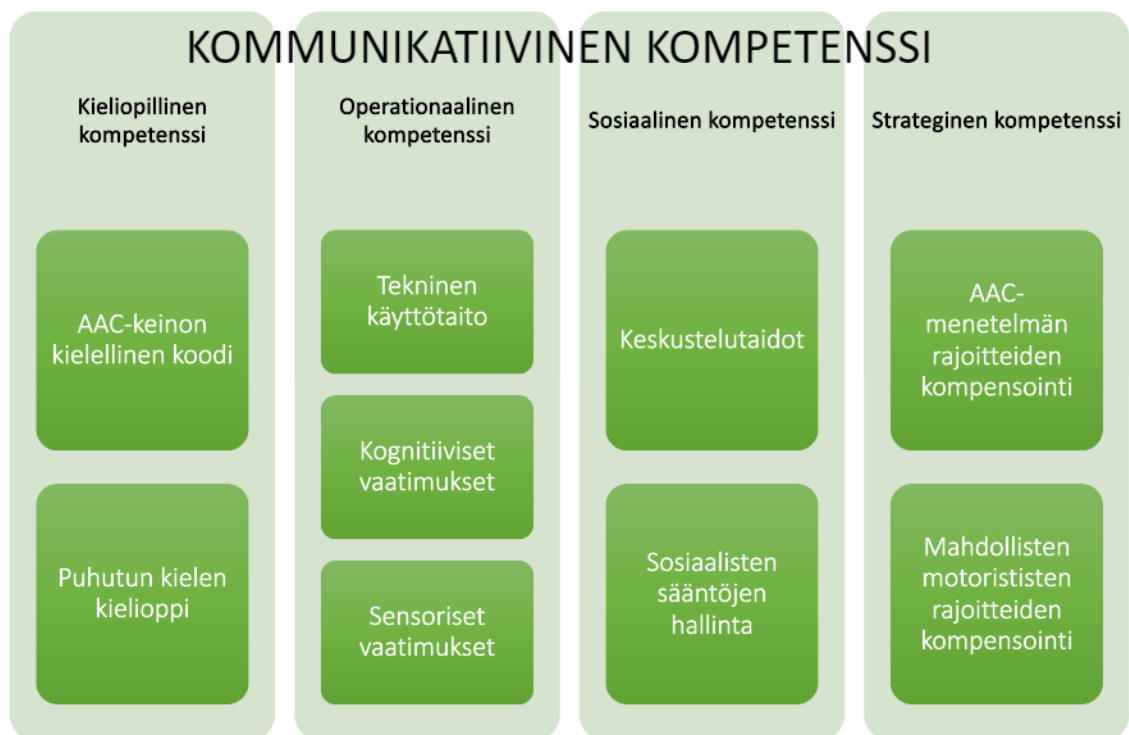 KOMMUNIKATIIVINEN KOMPETENSSI
Kieliopillinen
kompetenssi
AAC-keinon
kielellinen koodi
Puhutun kielen
kielioppi
Operationaalinen
kompetenssi
Tekninen
käyttötaito
Kognitiiviset
vaatimukset
Sensoriset
vaatimukset
Sosiaalinen kompetenssi
Keskustelutaidot
Sosiaalisten
sääntöjen
hallinta
Strateginen kompetenssi
AAC-
menetelmän
rajoitteiden
kompensointi
Mahdollisten
motorististen
rajoitteiden
kompensointi